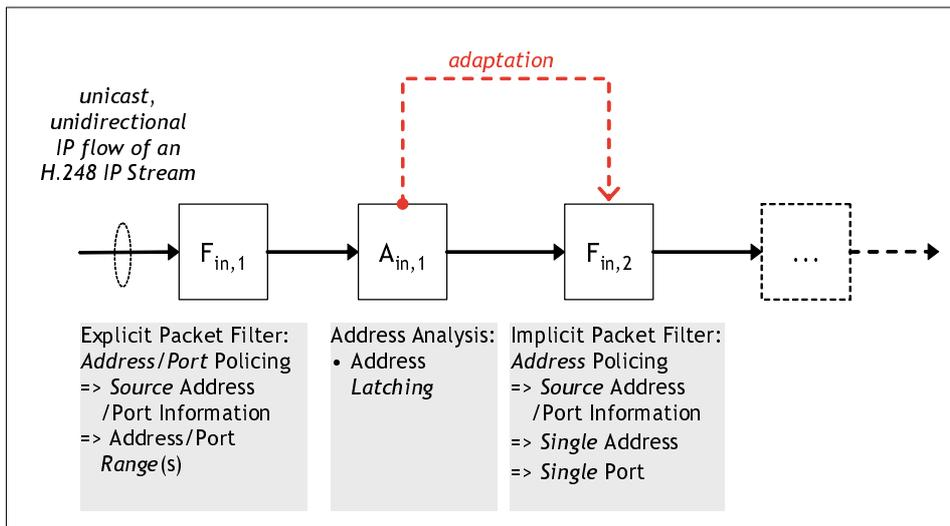 adaptation
unicast,
unidirectional
IP flow of an
H.248 IP Stream
F in,1
A in,1
F in,2
...
Explicit Packet Filter:
Address/Port Policing
=> Source Address
/Port Information
=> Address/Port
Range(s)
Address Analysis:
• Address
Latching
Implicit Packet Filter:
Address Policing
=> Source Address
/Port Information
=> Single Address
=> Single Port